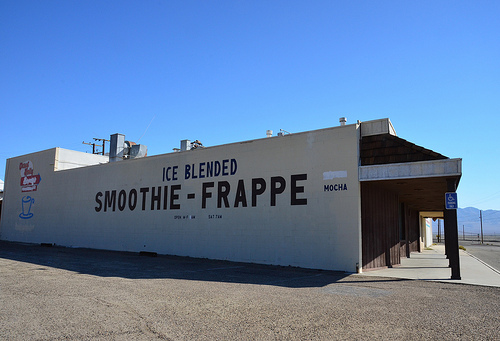 ICE BLENDED
SMOOTHIE - FRAPPE
MOCHA